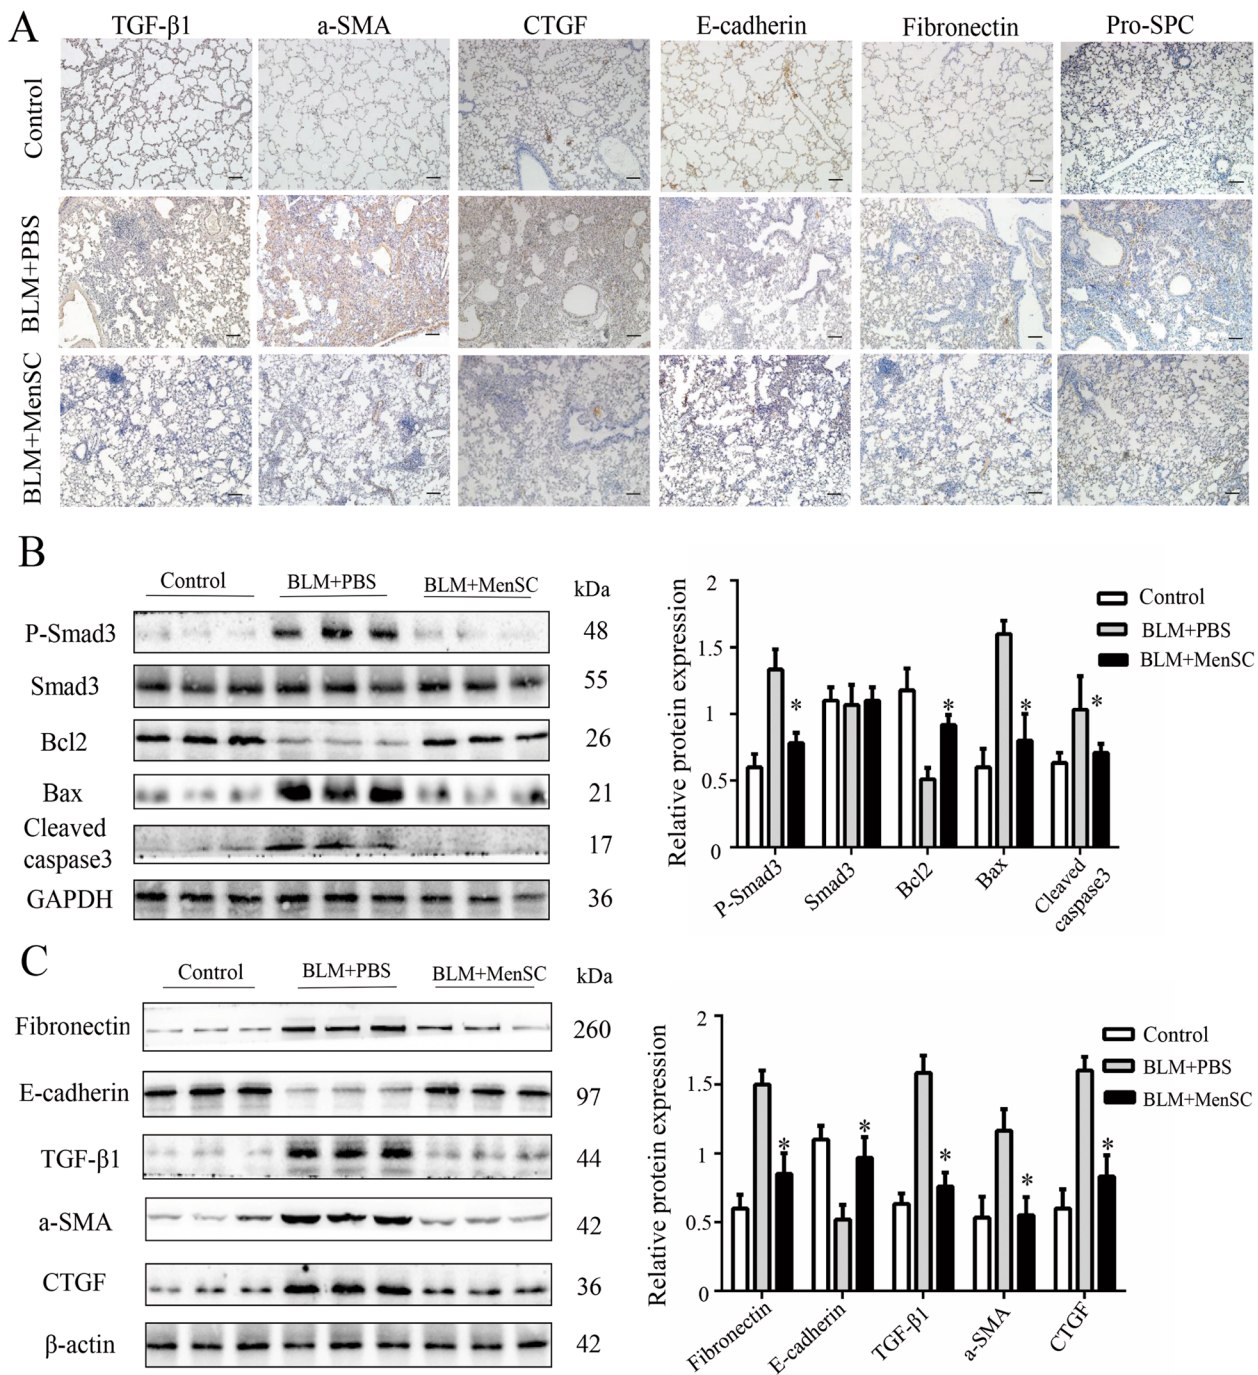 A
TGF-β1 a-SMA CTGF E-cadherin Fibronectin Pro-SPC
Control
BLM+PBS
BLM+MenSC
B
Control BLM+PBS BLM+MenSC kDa
P-Smad3 48
Smad3 55
Bcl2 26
Bax 21
Cleaved
caspase3 17
GAPDH 36
Relative protein expression
2
1.5
1
0.5
0
P-Smad3 Smad3 Bcl2 Bax Cleaved
caspase3
* * * *
Control
BLM+PBS
BLM+MenSC
C
Control BLM+PBS BLM+MenSC kDa
Fibronectin 260
E-cadherin 97
TGF-β1 44
a-SMA 42
CTGF 36
β-actin 42
Relative protein expression
2
1.5
1
0.5
0
Fibronectin E-cadherin TGF-β1 a-SMA CTGF
* * * * *
Control
BLM+PBS
BLM+MenSC